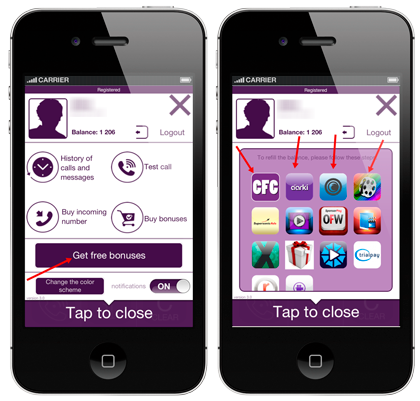 CARRIER
Registered
Balance: 1 206
Logout
History of
calls and
messages
Test call
Buy incoming
number
Buy bonuses
Get free bonuses
Change the color
scheme
notifications
ON
Tap to close
CARRIER
Registered
Balance: 1 206
Logout
To refill the balance, please follow these steps
CFC
OFW
trialpay
Tap to close